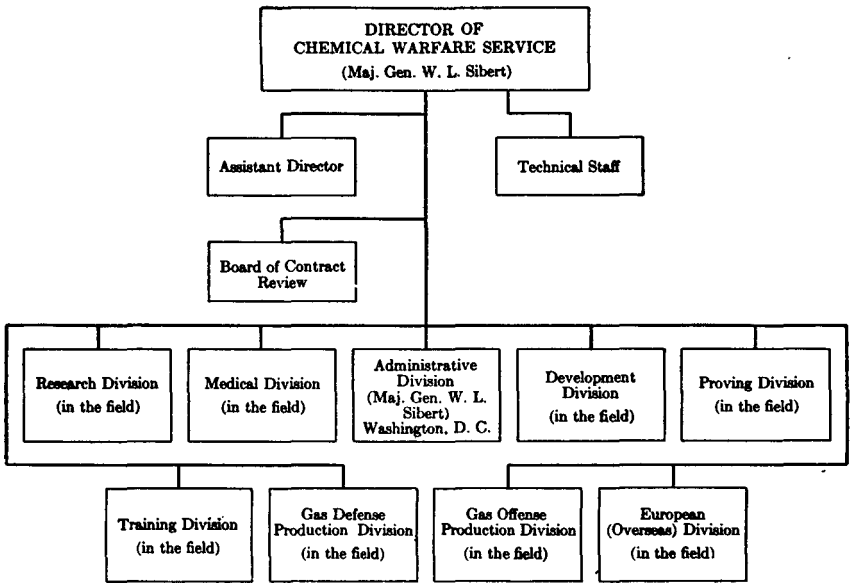 DIRECTOR OF
CHEMICAL WARFARE SERVICE
(Maj. Gen. W. L. Sibert)
Assistant Director
Technical Staff
Board of Contract
Review
Research Division
(in the field)
Medical Division
(in the field)
Administrative
Division
(Maj. Gen. W. L.
Sibert)
Washington, D. C.
Development
Division
(in the field)
Proving Division
(in the field)
Training Division
(in the field)
Gas Defense
Production Division
(in the field)
Gas Offense
Production Division
(in the field)
European
(Overseas) Division
(in the field)